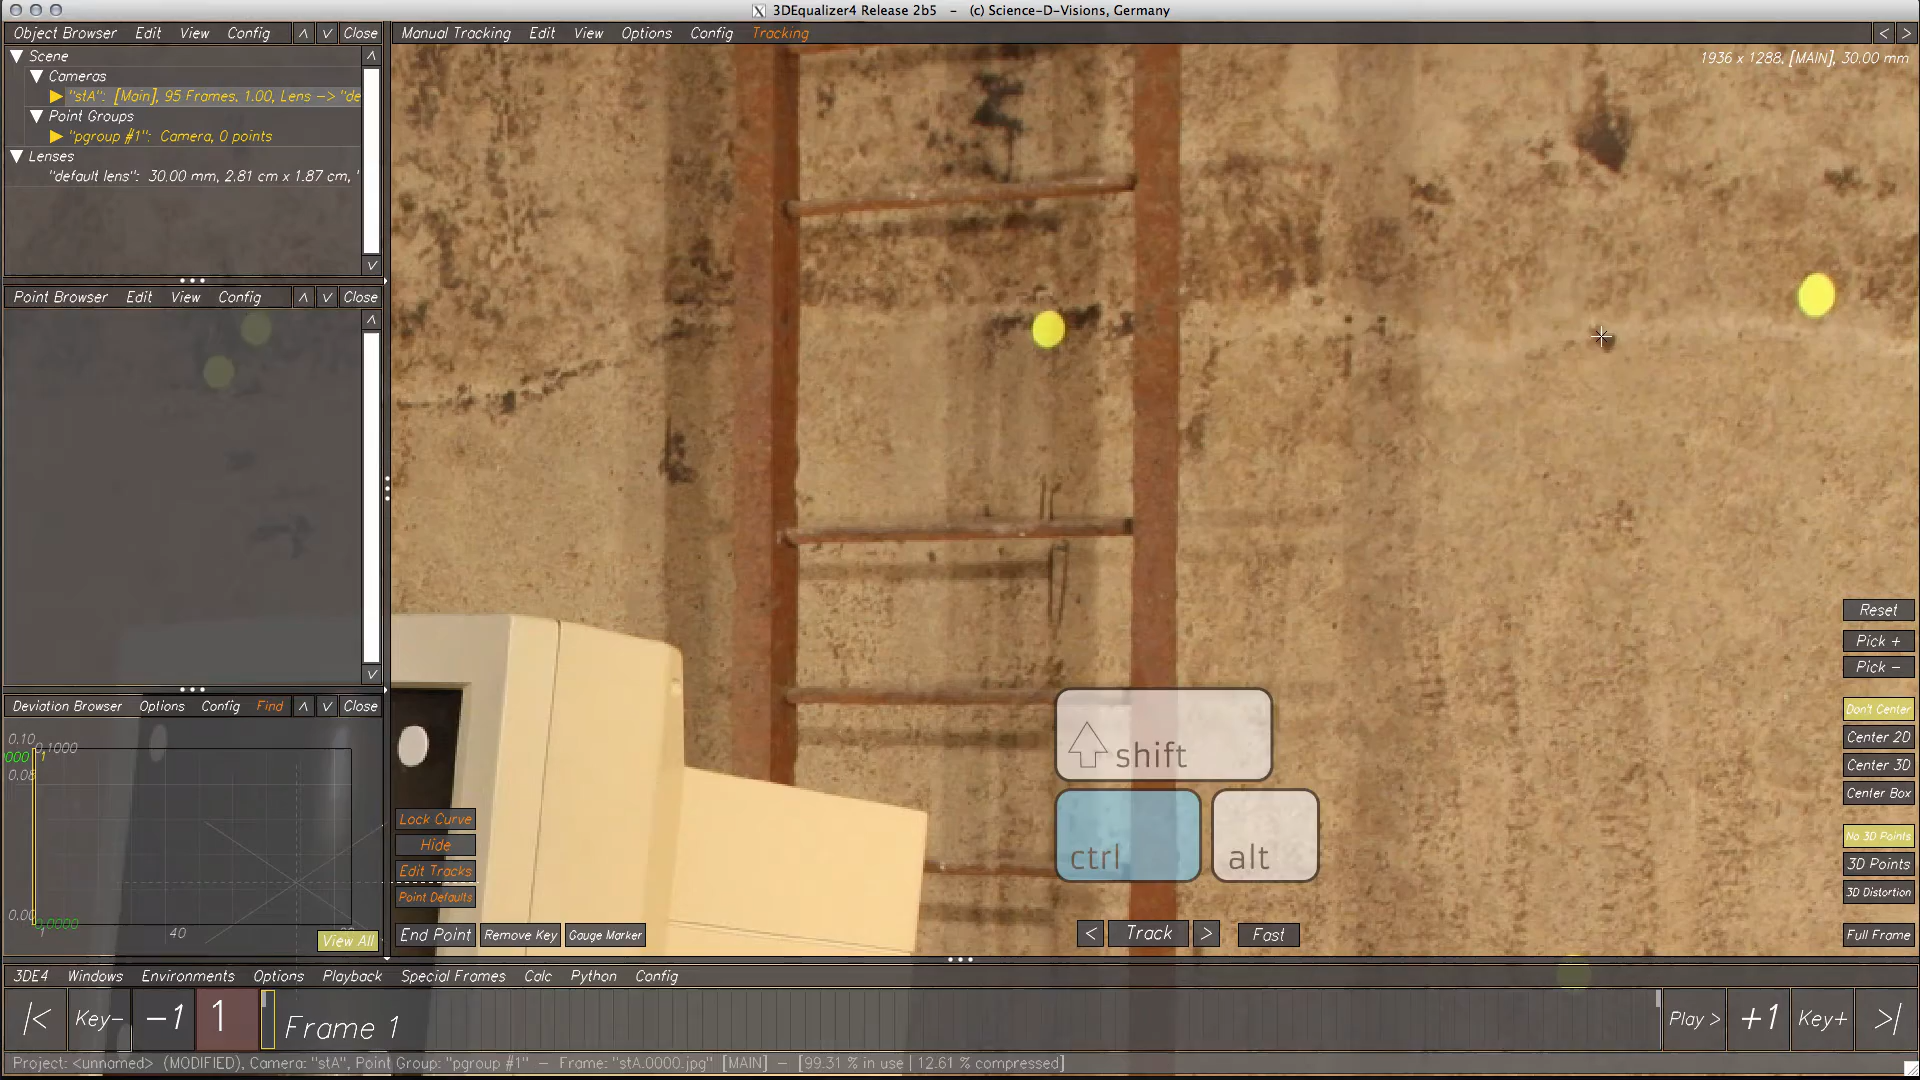 3DEqualizer4 Release 2b5 - (c) Science-D-Visions, Germany
Object Browser Edit View Config Close
Manual Tracking Edit View Options Config Tracking
Scene
Cameras
"stA": [Main], 95 Frames, 1.00, Lens -> "de
Point Groups
"pgroup #1": Camera, 0 points
Lenses
"default lens": 30.00 mm, 2.81 cm x 1.87 cm, '
1936 x 1288, [MAIN], 30.00 mm
Point Browser Edit View Config Close
Deviation Browser Options Config Find Close
0.10
0.1000
000 1
0.08
0.00
0.0000
1 40
View All
Reset
Pick +
Pick -
Don't Center
Center 2D
Center 3D
Center Box
No 3D Points
3D Points
3D Distortion
Full Frame
shift
ctrl alt
Lock Curve
Hide
Edit Tracks
Point Defaults
End Point Remove Key Gauge Marker
< Track > Fast
3DE4 Windows Environments Options Playback Special Frames Calc Python Config
|< Key- -1 1 Frame 1 Play > +1 Key+ >|
Project: <unnamed> (MODIFIED), Camera: "stA", Point Group: "pgroup #1" - Frame: "stA.0000.jpg" [MAIN] - [99.31 % in use | 12.61 % compressed]